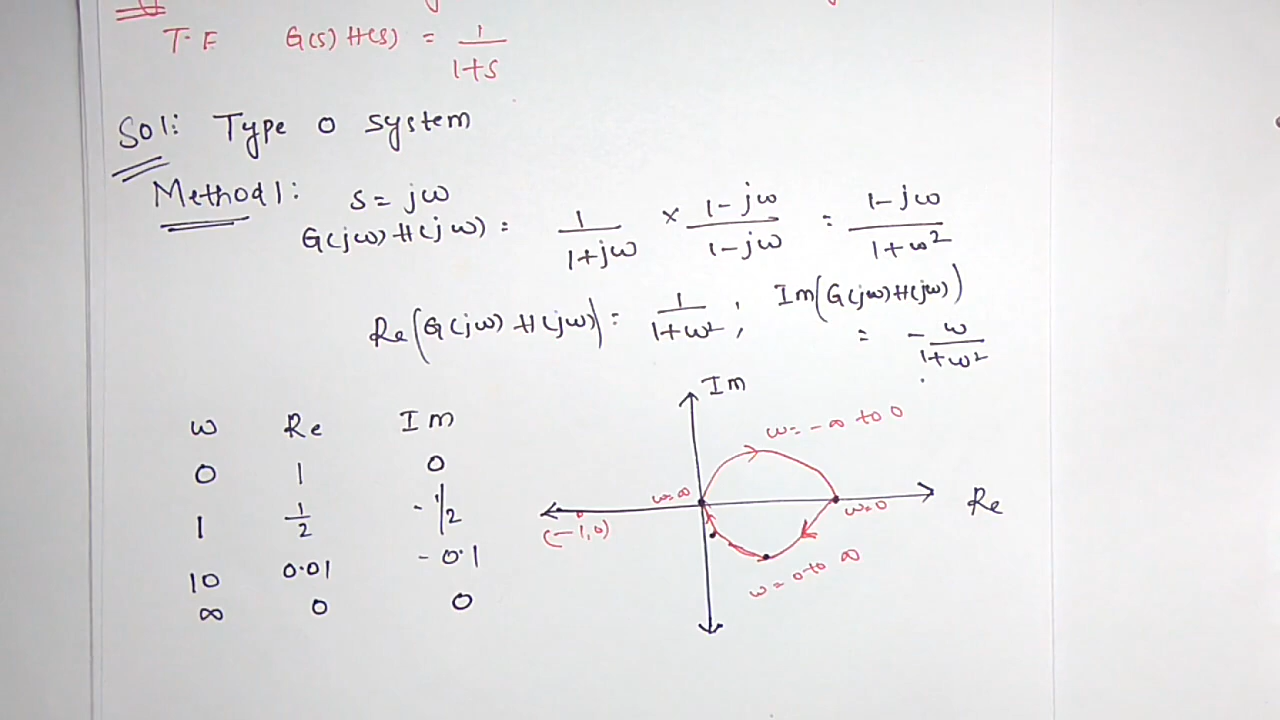 T.F G(s) H(s) = 1/1+s
Sol: Type 0 system
Method 1: s = jω
G(jω) H(jω) = 1/1+jω × 1-jω/1-jω = 1-jω/1+ω²
Re(G(jω) H(jω)) = 1/1+ω² ; Im(G(jω)H(jω))
= -ω/1+ω²
ω Re Im
0 1 0
1 1/2 -1/2
10 0.01 -0.1
∞ 0 0
Im
ω = -∞ to 0
ω=∞
ω=0
Re
(-1,0)
ω = 0 to ∞